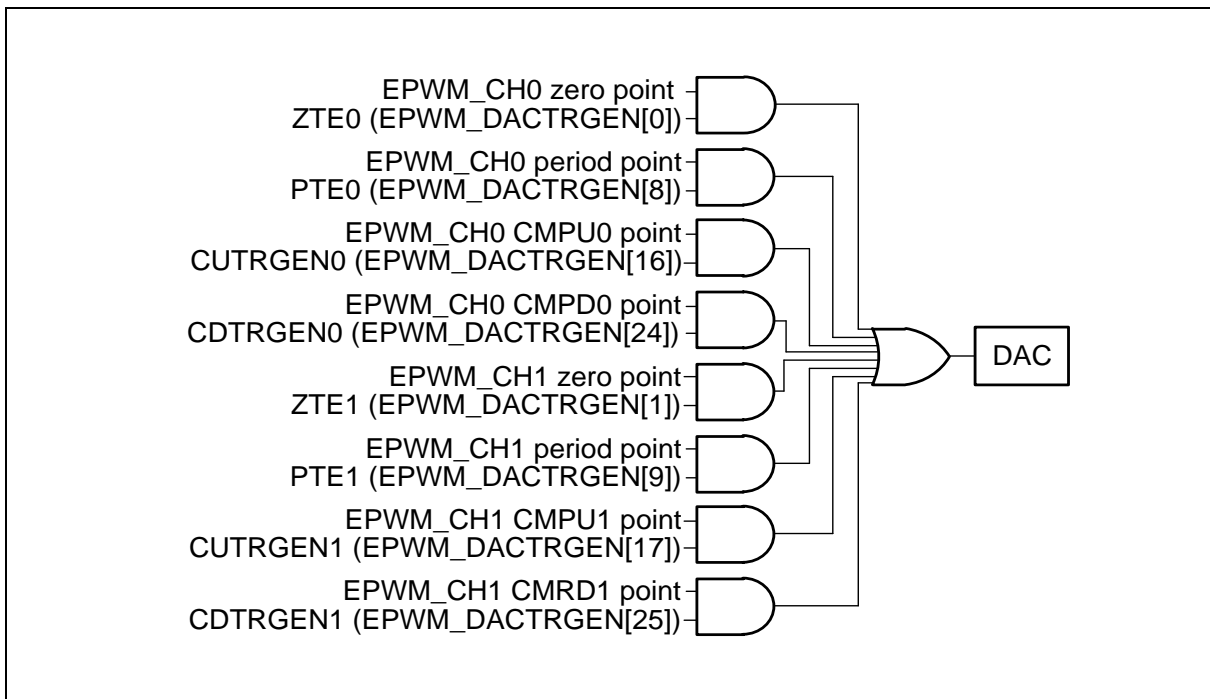 EPWM_CH0 zero point
ZTE0 (EPWM_DACTRGEN[0])
EPWM_CH0 period point
PTE0 (EPWM_DACTRGEN[8])
EPWM_CH0 CMPU0 point
CUTRGEN0 (EPWM_DACTRGEN[16])
EPWM_CH0 CMPD0 point
CDTRGEN0 (EPWM_DACTRGEN[24])
EPWM_CH1 zero point
ZTE1 (EPWM_DACTRGEN[1])
EPWM_CH1 period point
PTE1 (EPWM_DACTRGEN[9])
EPWM_CH1 CMPU1 point
CUTRGEN1 (EPWM_DACTRGEN[17])
EPWM_CH1 CMRD1 point
CDTRGEN1 (EPWM_DACTRGEN[25])
DAC